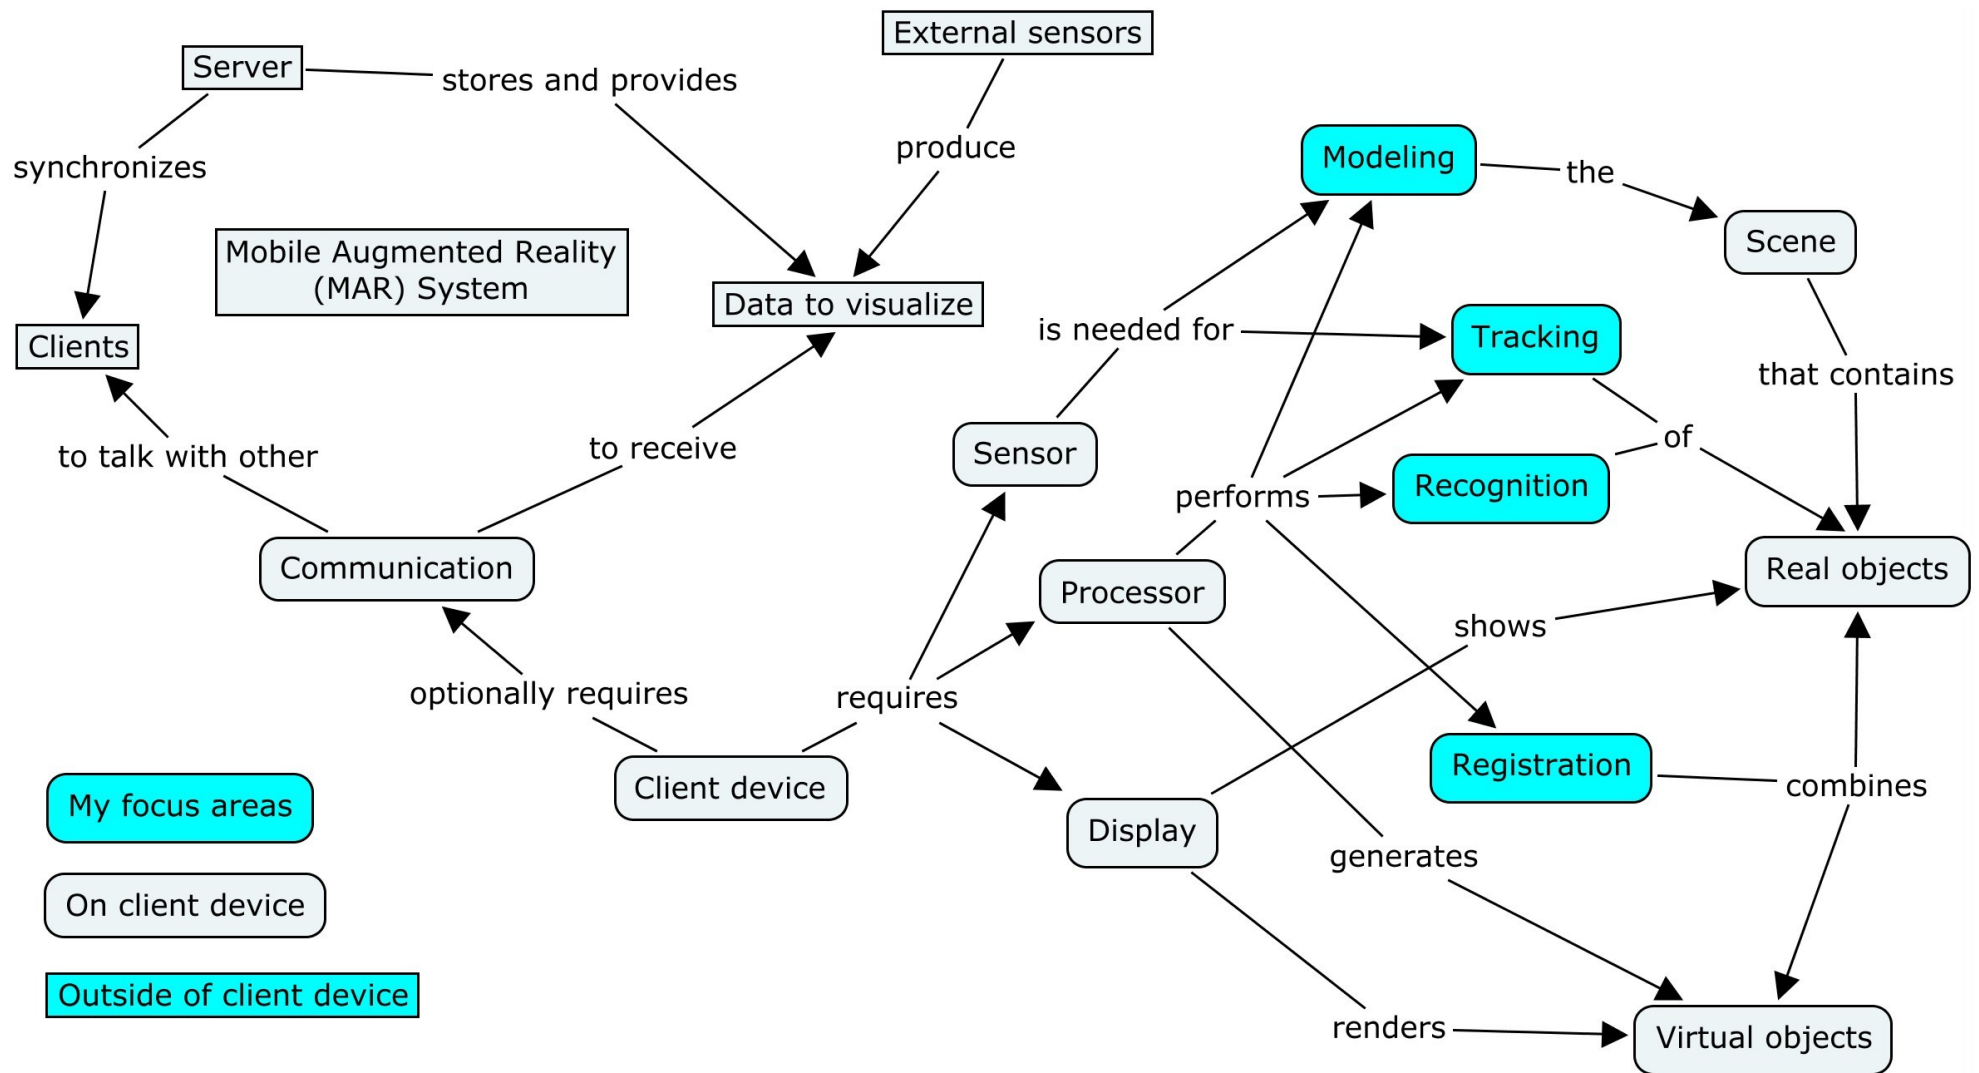 External sensors
Server
stores and provides
produce
Modeling
the
synchronizes
Scene
Mobile Augmented Reality
(MAR) System
Data to visualize
is needed for
Tracking
Clients
that contains
of
to talk with other
to receive
Sensor
performs
Recognition
Communication
Processor
Real objects
shows
optionally requires
requires
Registration
combines
Client device
My focus areas
Display
generates
On client device
Outside of client device
renders
Virtual objects